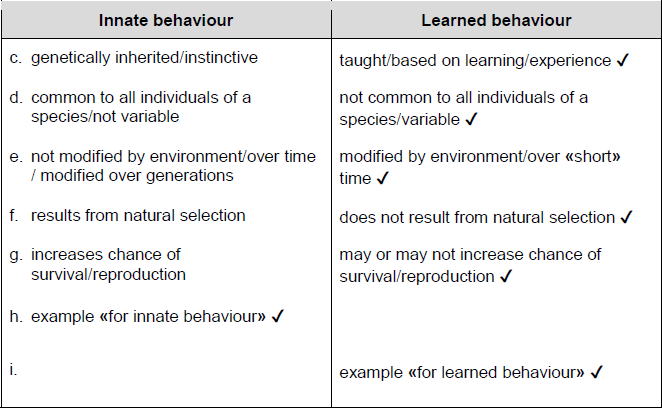 Innate behaviour Learned behaviour
c. genetically inherited/instinctive taught/based on learning/experience ✓
d. common to all individuals of a not common to all individuals of a
species/not variable species/variable ✓
e. not modified by environment/over time modified by environment/over «short»
/ modified over generations time ✓
f. results from natural selection does not result from natural selection ✓
g. increases chance of may or may not increase chance of
survival/reproduction survival/reproduction ✓
h. example «for innate behaviour» ✓
i. example «for learned behaviour» ✓